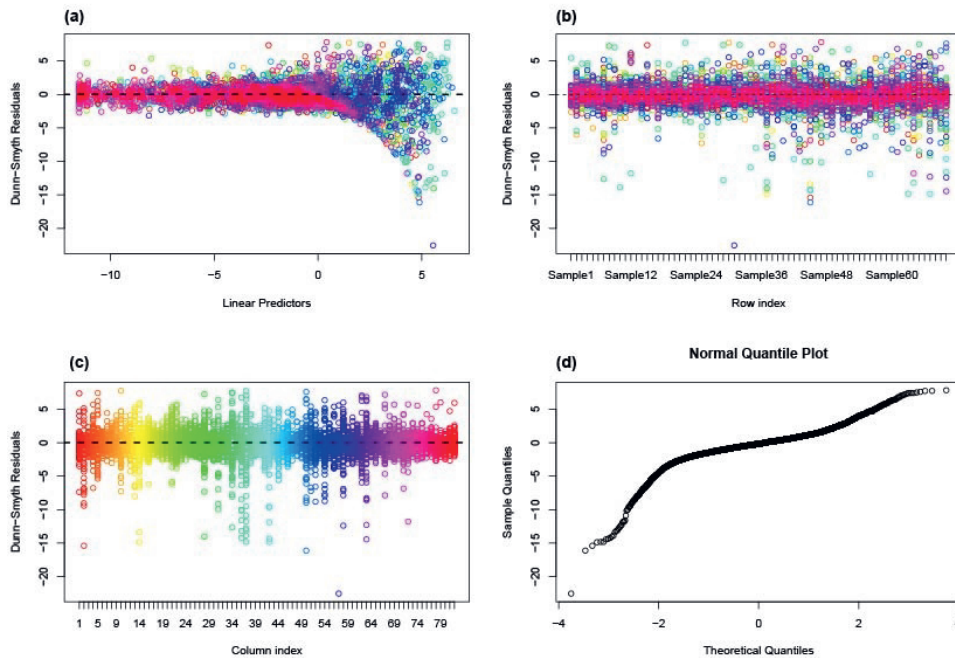 (a)
Dunn−Smyth Residuals
5
0
−5
−10
−15
−20
−10
−5
0
5
Linear Predictors
(b)
Dunn−Smyth Residuals
5
0
−5
−10
−15
−20
Sample1
Sample12
Sample24
Sample36
Sample48
Sample60
Row index
(c)
Dunn−Smyth Residuals
5
0
−5
−10
−15
−20
1
5
9
14
19
24
29
34
39
44
49
54
59
64
69
74
79
Column index
(d)
Normal Quantile Plot
Sample Quantiles
5
0
−5
−10
−15
−20
−4
−2
0
2
4
Theoretical Quantiles